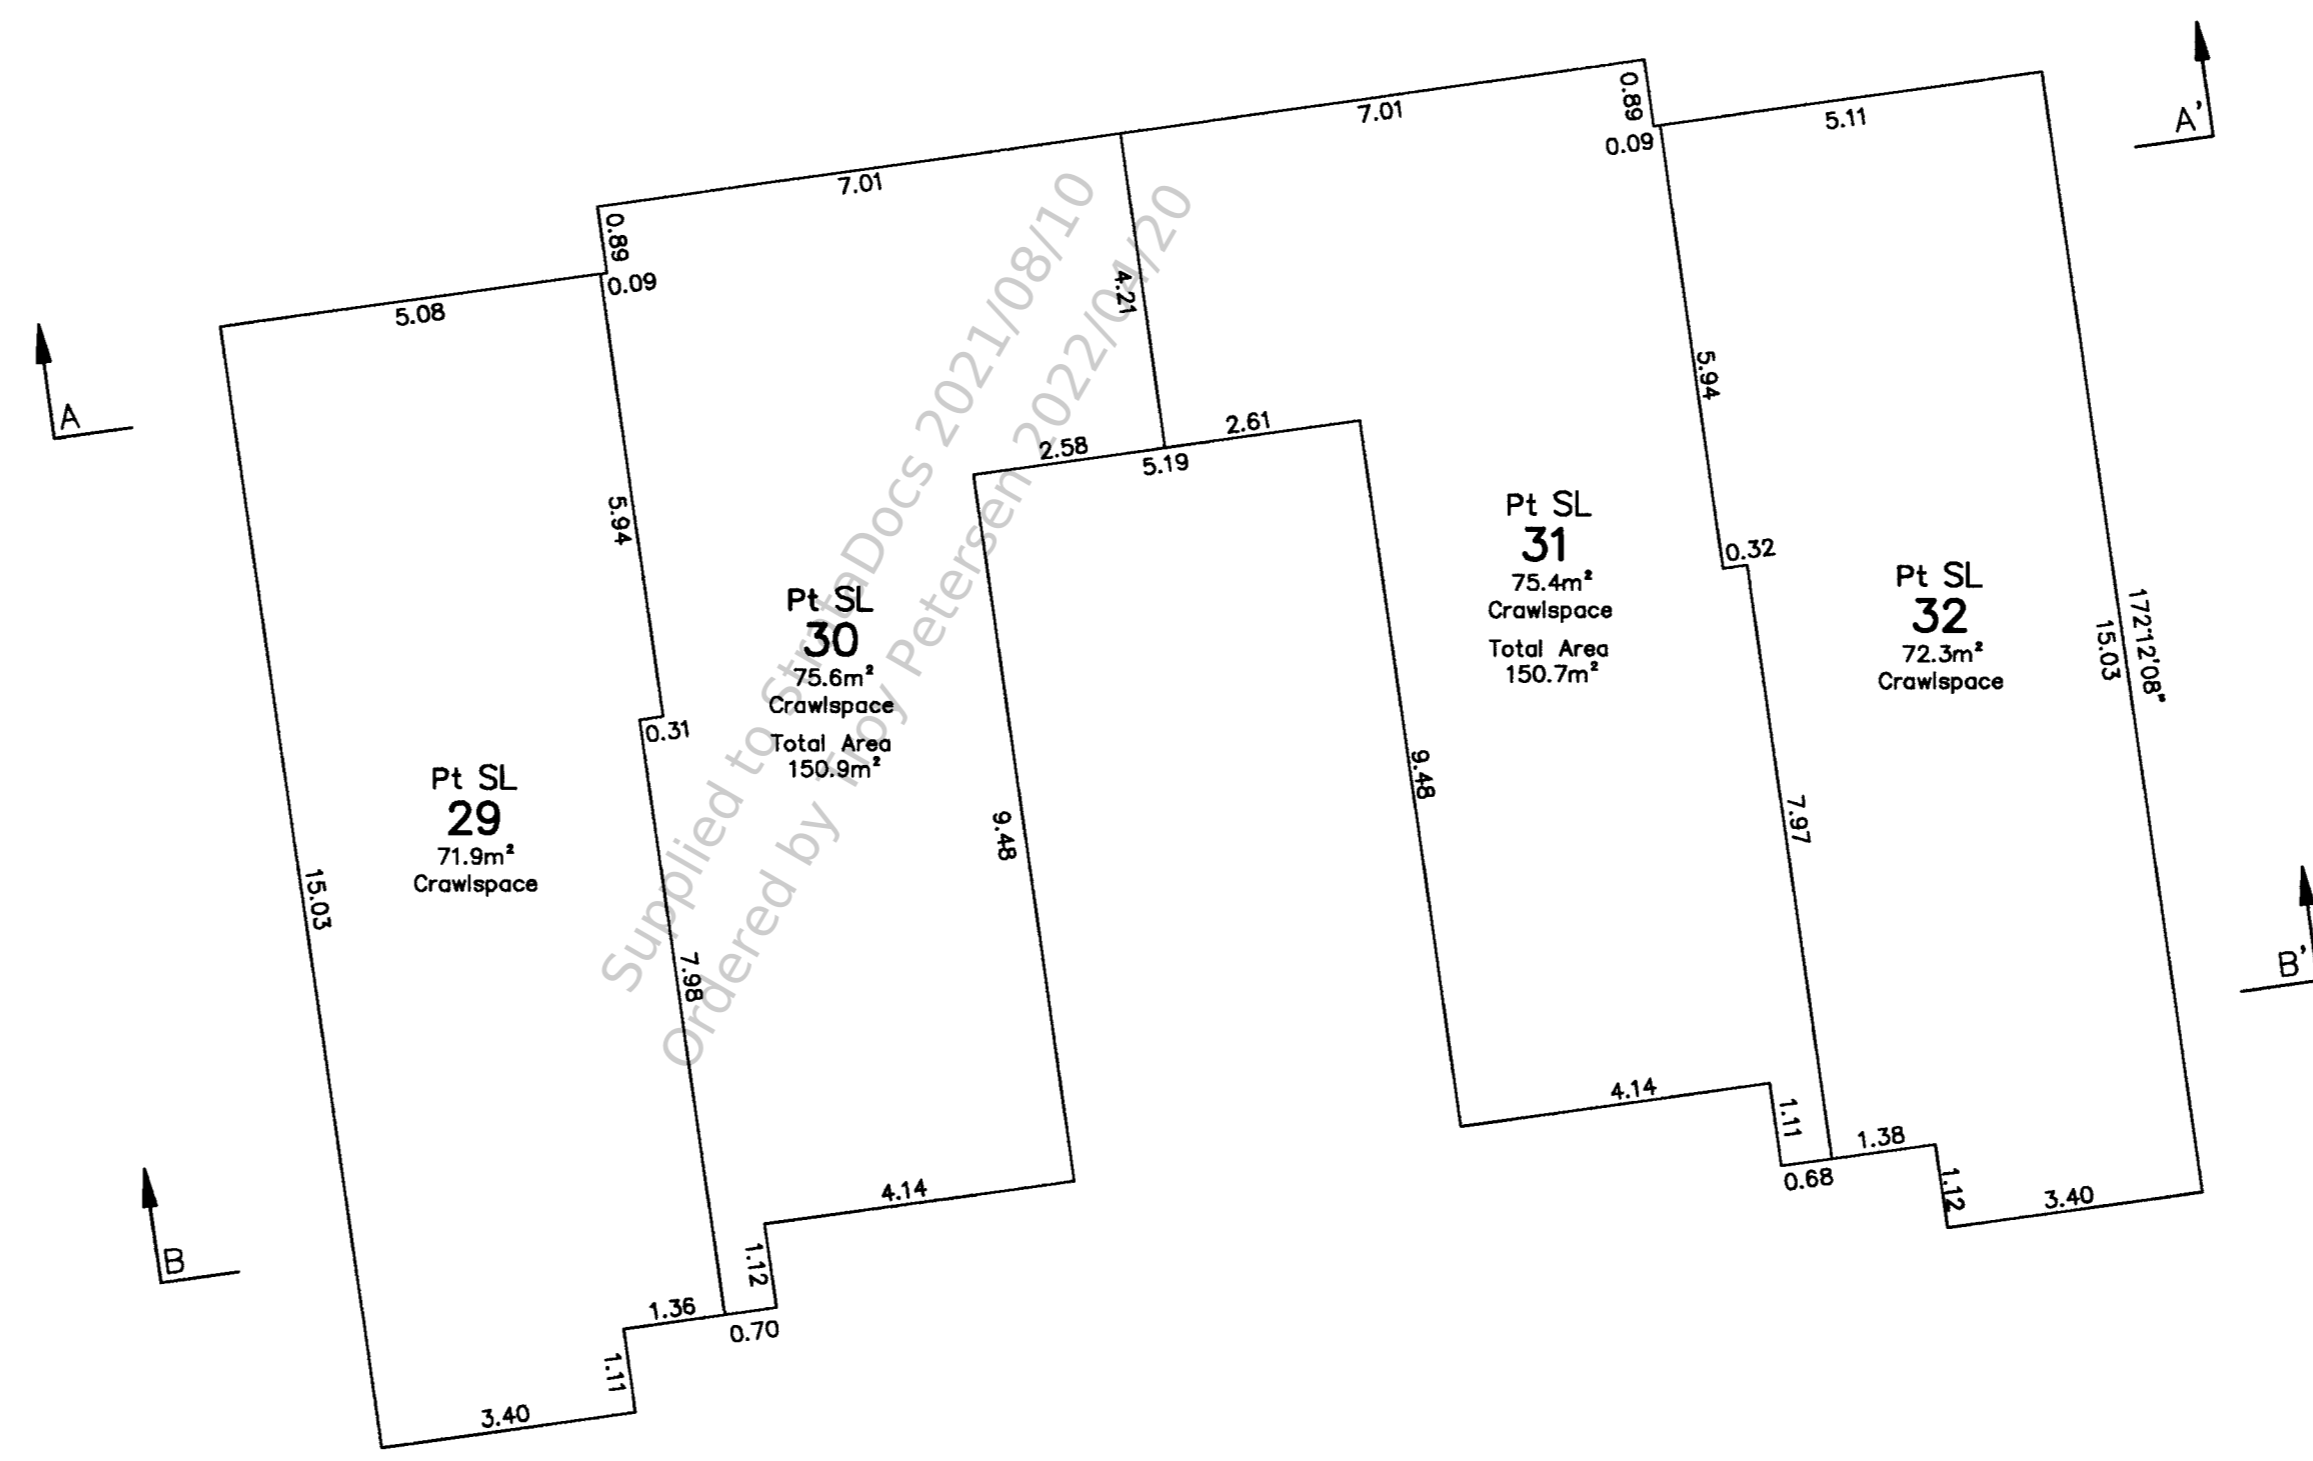 A'
0.89
7.01
5.11
0.09
7.01
0.89
0.09
5.08
4.21
A
5.94
2.61
2.58
5.19
5.94
0.32
Pt SL
31
75.4m²
Crawlspace
Total Area
150.7m²
Pt SL
32
72.3m²
Crawlspace
172°12'08"
15.03
Pt SL
30
75.6m²
Crawlspace
Total Area
150.9m²
0.31
Pt SL
29
71.9m²
Crawlspace
9.48
9.48
7.97
15.03
7.98
B'
4.14
1.11
1.38
0.68
1.12
3.40
4.14
1.12
B
1.36
0.70
1.11
3.40
Supplied to StrataDocs 2021/08/10
Ordered by Troy Petersen 2022/04/20